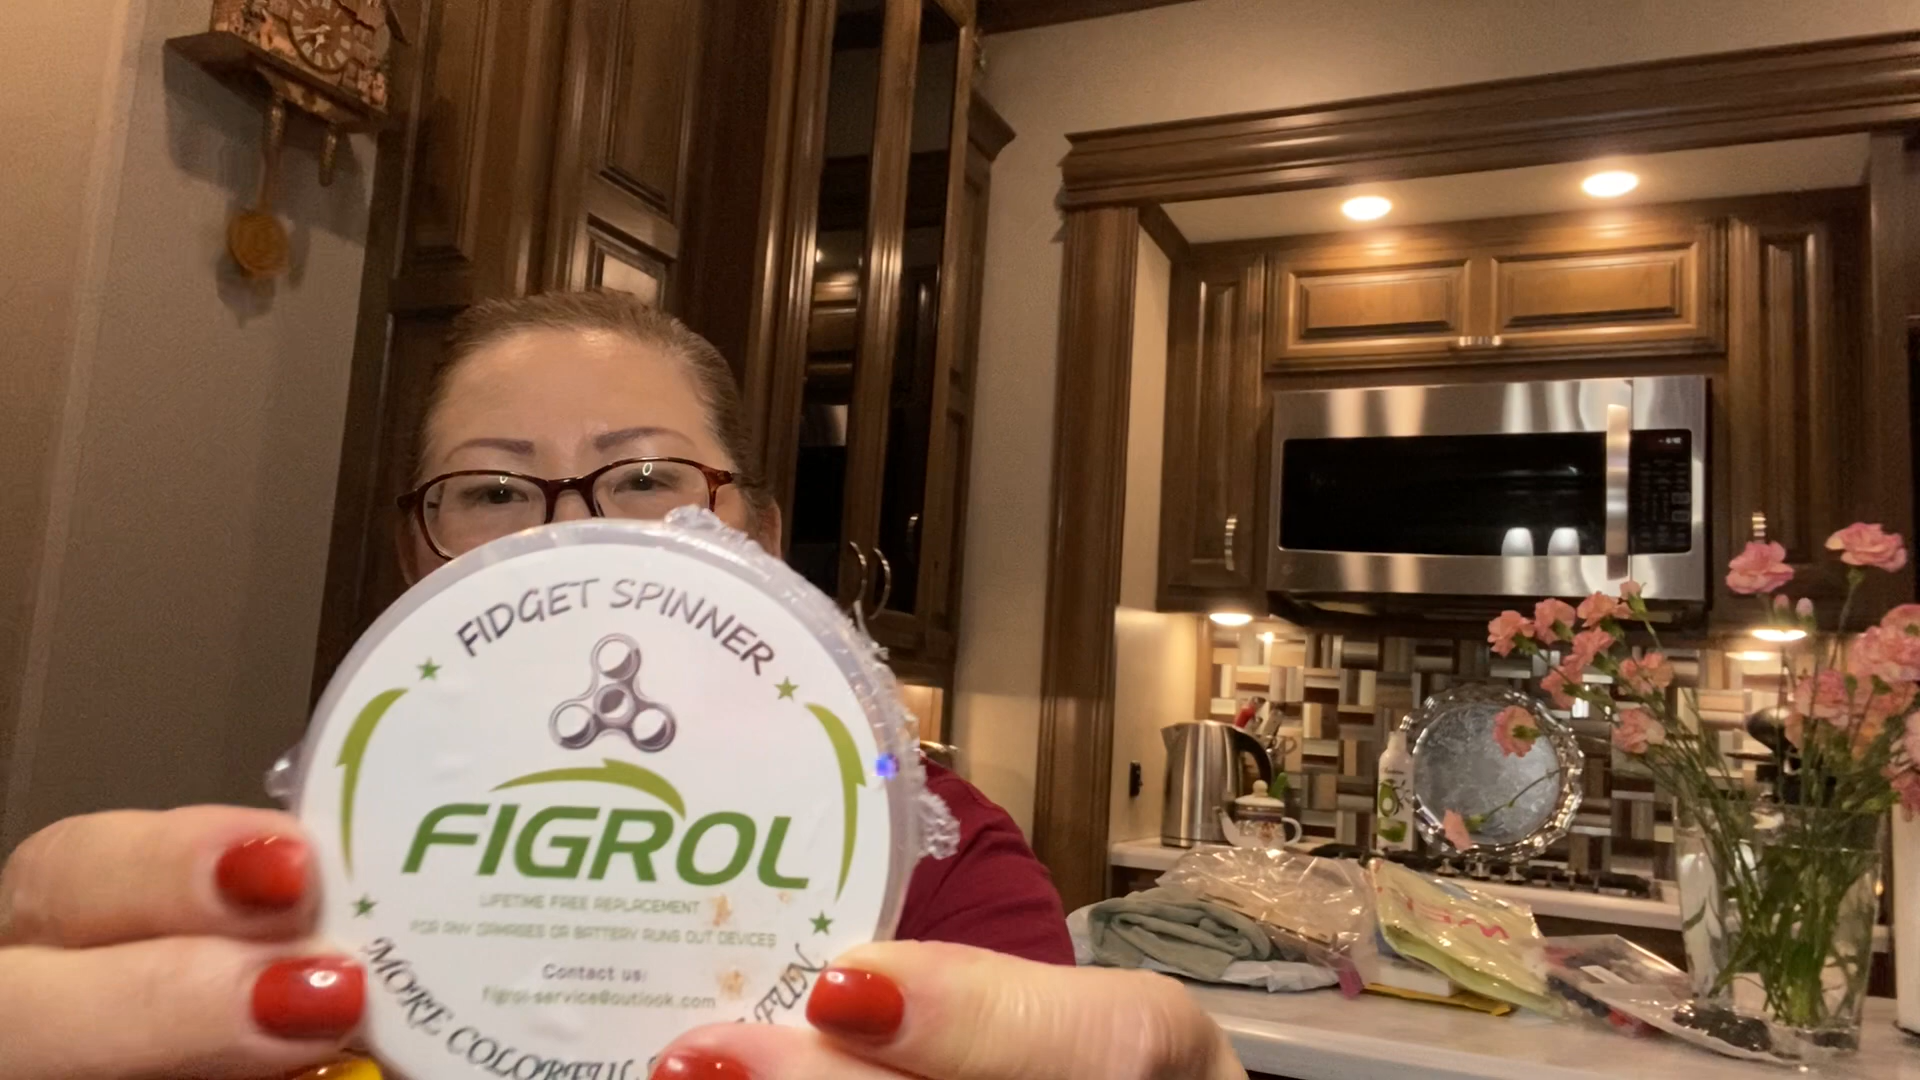 FIDGET SPINNER
FIGROL
LIFETIME FREE REPLACEMENT
FOR ANY DAMAGES OR BATTERY RUNS OUT DEVICES
Contact us:
figrol-service@outlook.com
MORE COLORFUL
FUN